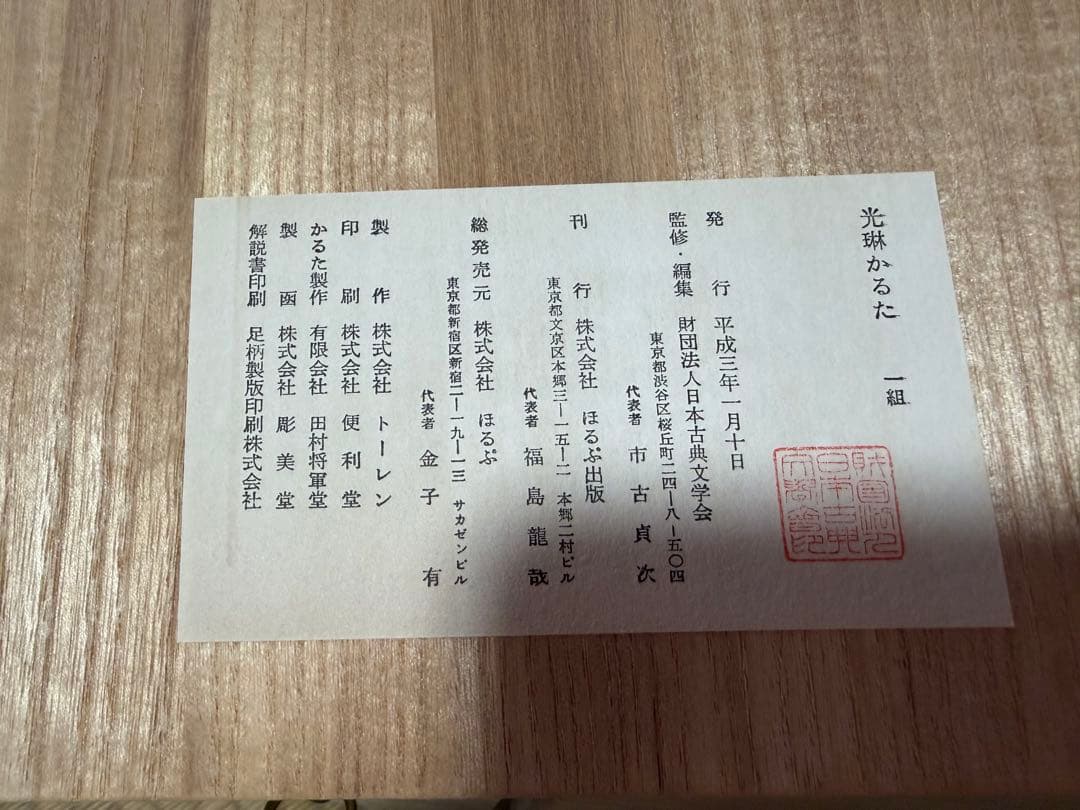 光琳かるた　一組
発行　平成三年一月十日
監修・編集　財団法人日本古典文学会
東京都渋谷区桜丘町二四―八―五〇四
代表者　市古貞次
刊行　株式会社　ほるぷ出版
東京都文京区本郷三―一五―二　本郷二村ビル
代表者　福島龍哉
総発売元　株式会社　ほるぷ
東京都新宿区新宿二―一九―一三　サカゼンビル
代表者　金子有
製作　株式会社　トーレン
印刷　株式会社　便利堂
かるた製作　有限会社　田村将軍堂
製函　株式会社　彫美堂
解説書印刷　足柄製版印刷株式会社